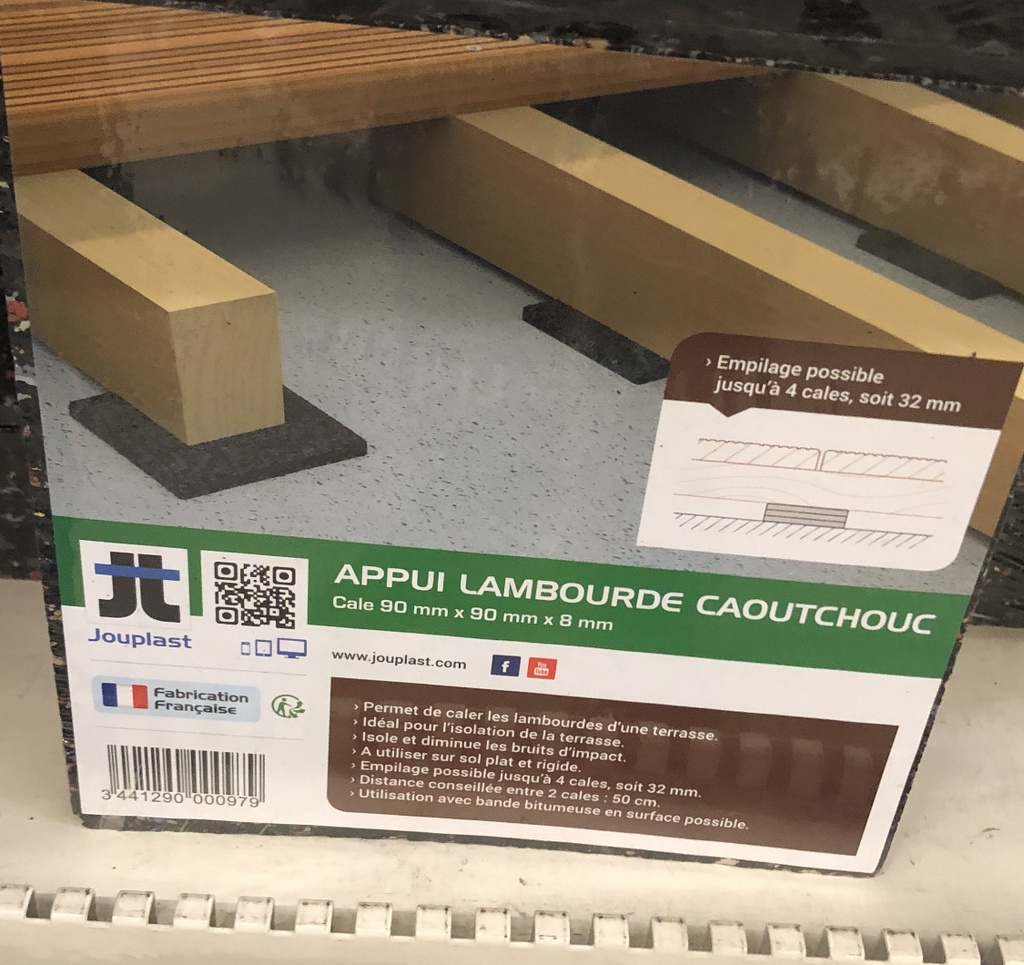 › Empilage possible
jusqu'à 4 cales, soit 32 mm
JL
Jouplast
APPUI LAMBOURDE CAOUTCHOUC
Cale 90 mm x 90 mm x 8 mm
www.jouplast.com
f
You
Tube
Fabrication
Française
› Permet de caler les lambourdes d'une terrasse.
› Idéal pour l'isolation de la terrasse.
› Isole et diminue les bruits d'impact.
› A utiliser sur sol plat et rigide.
› Empilage possible jusqu'à 4 cales, soit 32 mm.
› Distance conseillée entre 2 cales : 50 cm.
› Utilisation avec bande bitumeuse en surface possible.
3 441290 000979